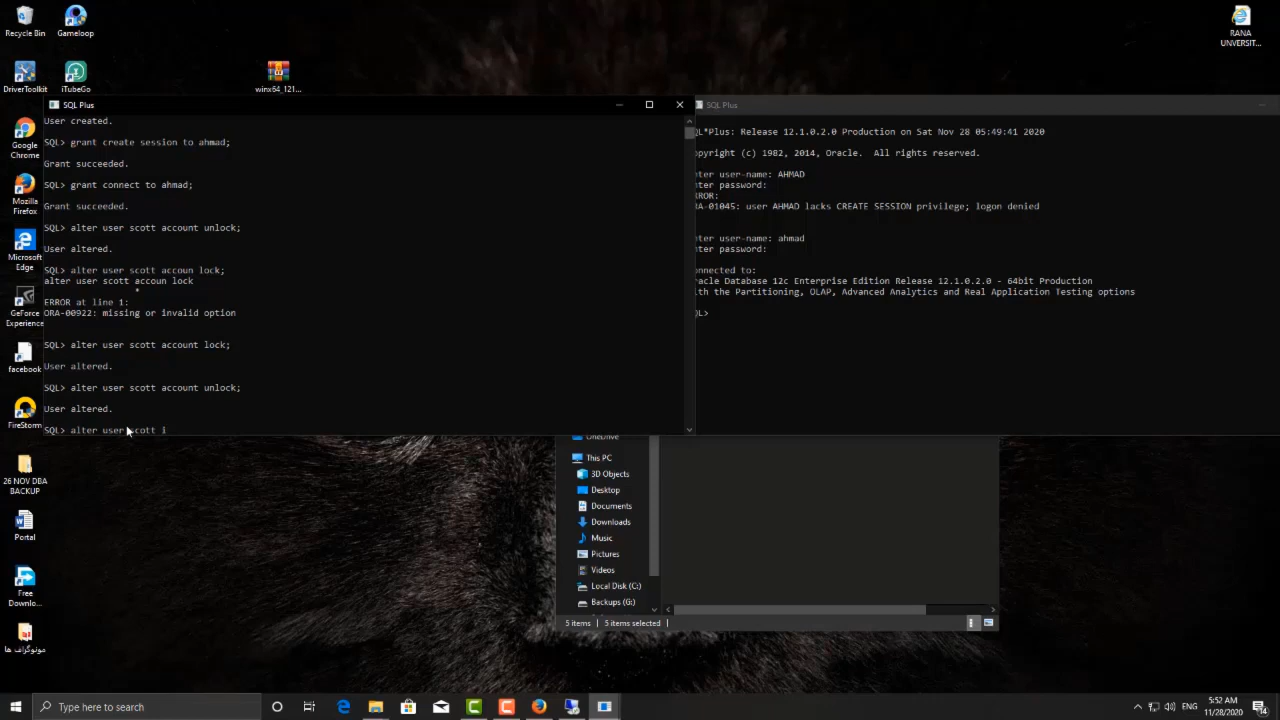 Recycle Bin
Gameloop
DriverToolkit
iTubeGo
winx64_121...
Google
Chrome
Mozilla
Firefox
Microsoft
Edge
GeForce
Experience
facebook
FireStorm
26 NOV DBA
BACKUP
Portal
Free
Downlo...
مونوگراف ها
RANA
UNVERSIT...
SQL Plus
User created.
SQL> grant create session to ahmad;
Grant succeeded.
SQL> grant connect to ahmad;
Grant succeeded.
SQL> alter user scott account unlock;
User altered.
SQL> alter user scott accoun lock;
alter user scott accoun lock
*
ERROR at line 1:
ORA-00922: missing or invalid option
SQL> alter user scott account lock;
User altered.
SQL> alter user scott account unlock;
User altered.
SQL> alter user scott i
SQL Plus
QL*Plus: Release 12.1.0.2.0 Production on Sat Nov 28 05:49:41 2020
opyright (c) 1982, 2014, Oracle.  All rights reserved.
nter user-name: AHMAD
nter password:
RROR:
RA-01045: user AHMAD lacks CREATE SESSION privilege; logon denied
nter user-name: ahmad
nter password:
onnected to:
racle Database 12c Enterprise Edition Release 12.1.0.2.0 - 64bit Production
th the Partitioning, OLAP, Advanced Analytics and Real Application Testing options
QL>
OneDrive
This PC
3D Objects
Desktop
Documents
Downloads
Music
Pictures
Videos
Local Disk (C:)
Backups (G:)
5 items
5 items selected
Type here to search
ENG
5:52 AM
11/28/2020
14